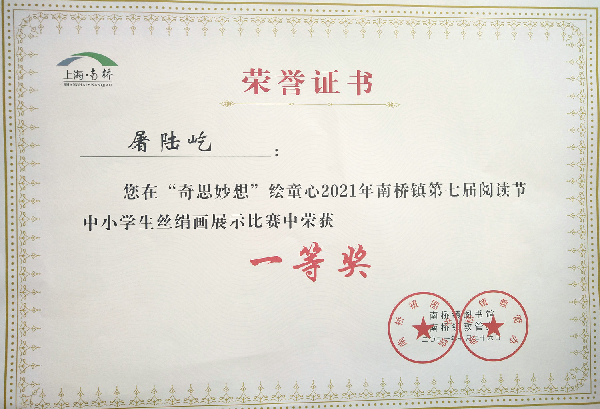 上海·南桥
荣誉证书
屠陆屹
：
您在“奇思妙想”绘童心2021年南桥镇第七届阅读节
中小学生丝绢画展示比赛中荣获
一等奖